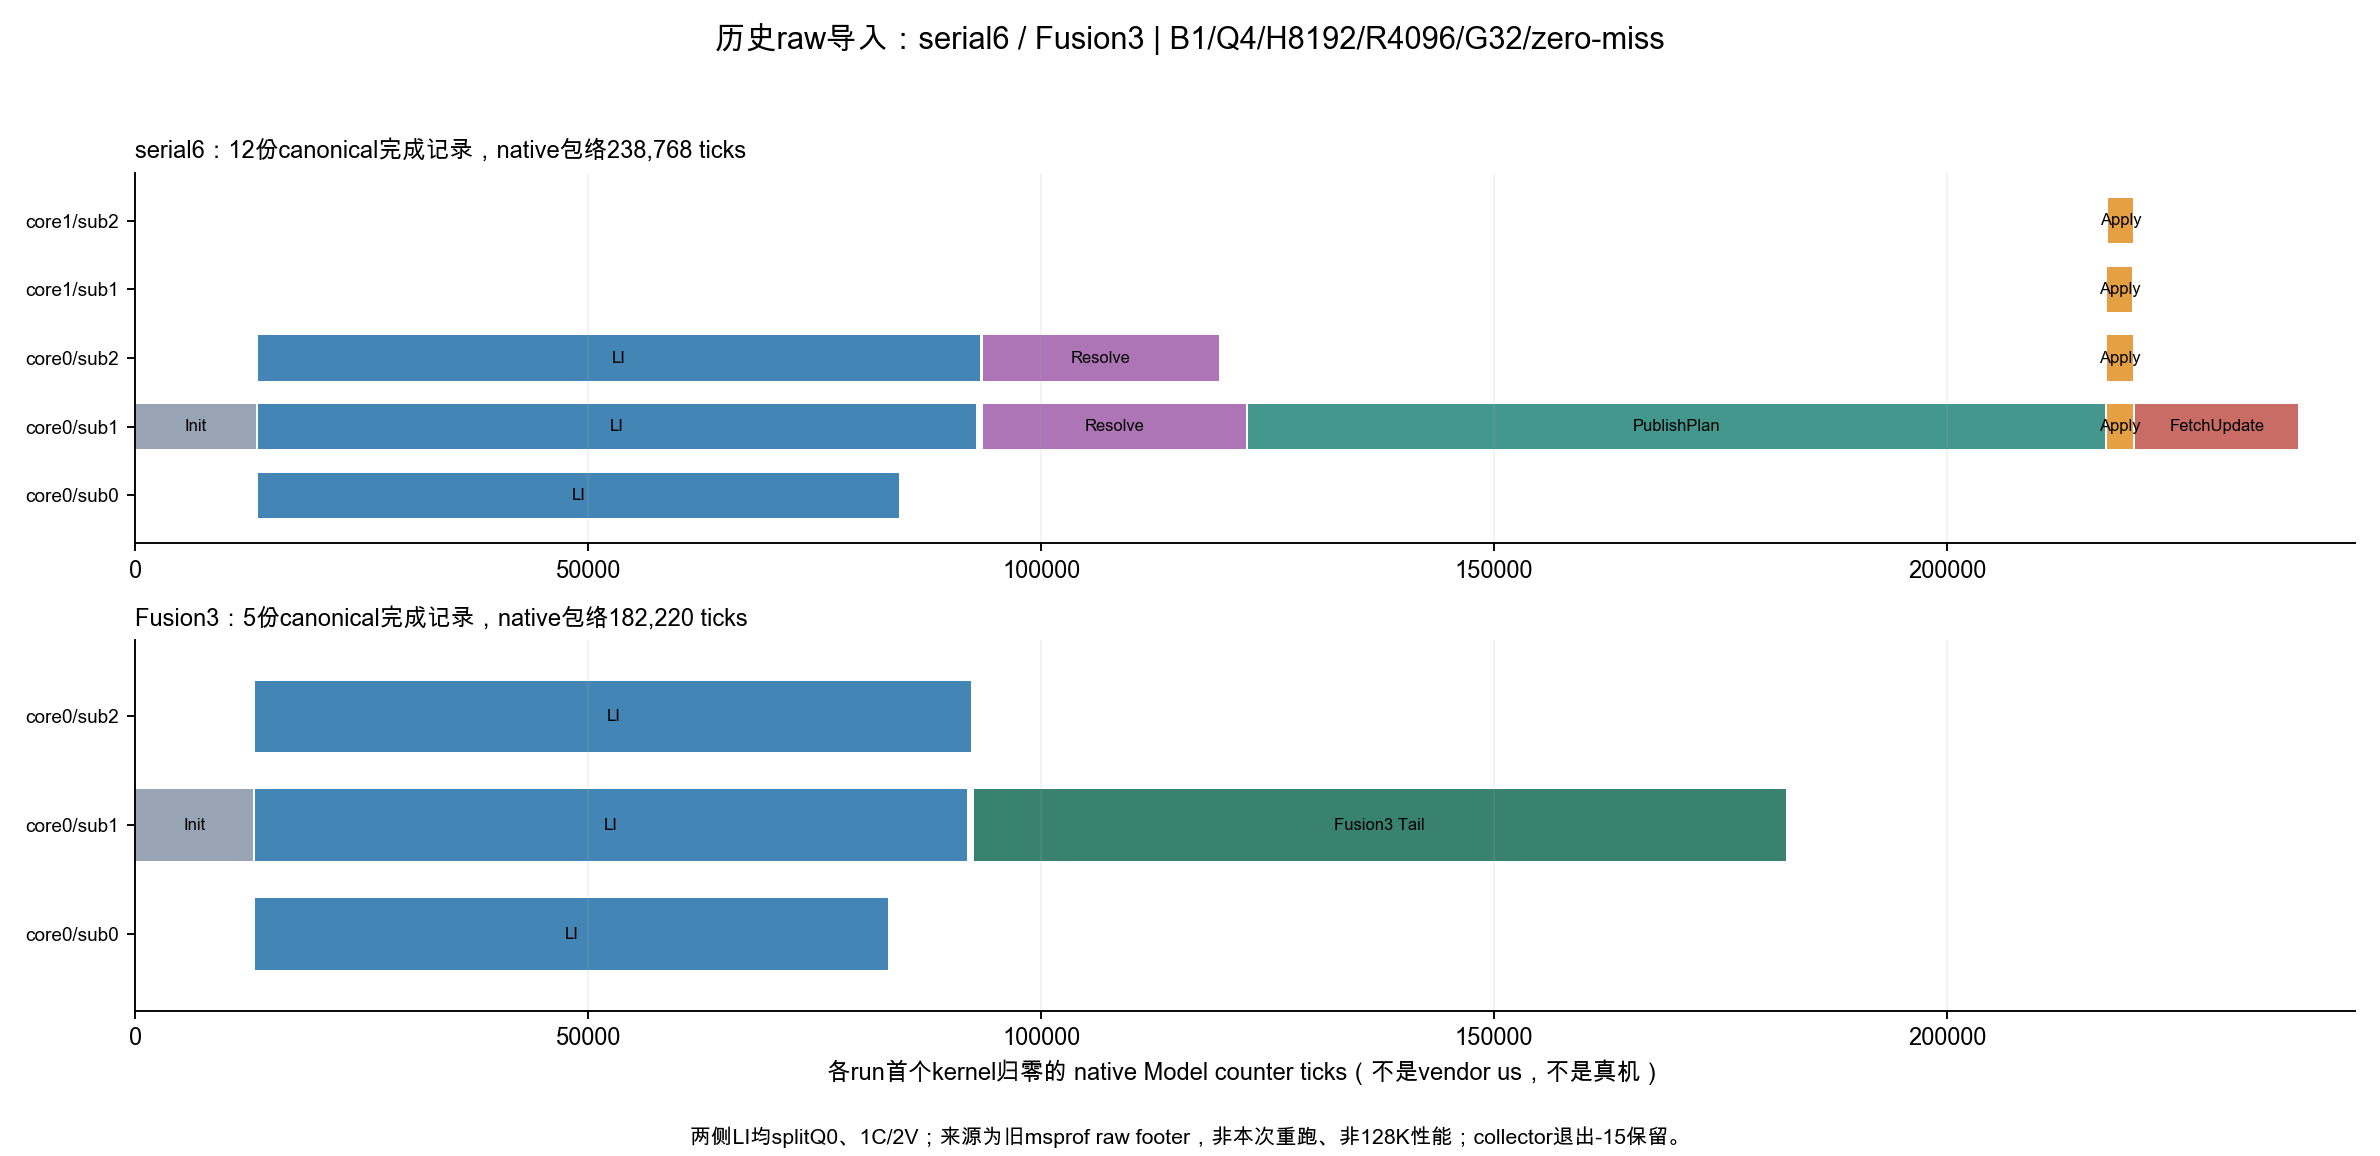 历史raw导入：serial6 / Fusion3 | B1/Q4/H8192/R4096/G32/zero-miss
serial6：12份canonical完成记录，native包络238,768 ticks
core1/sub2
Apply
core1/sub1
Apply
core0/sub2
LI
Resolve
Apply
core0/sub1
Init
LI
Resolve
PublishPlan
Apply
FetchUpdate
core0/sub0
LI
0
50000
100000
150000
200000
Fusion3：5份canonical完成记录，native包络182,220 ticks
core0/sub2
LI
core0/sub1
Init
LI
Fusion3 Tail
core0/sub0
LI
0
50000
100000
150000
200000
各run首个kernel归零的 native Model counter ticks（不是vendor us，不是真机）
两侧LI均splitQ0、1C/2V；来源为旧msprof raw footer，非本次重跑、非128K性能；collector退出-15保留。